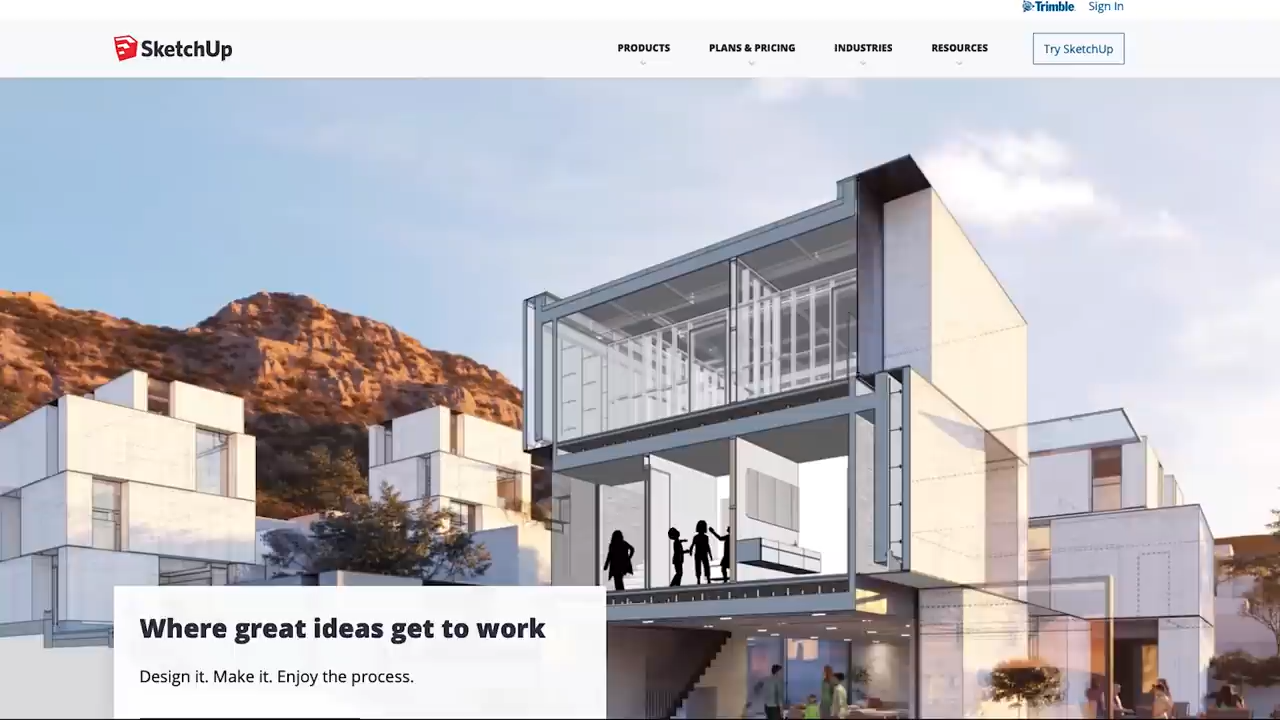 Trimble Sign In
SketchUp PRODUCTS PLANS & PRICING INDUSTRIES RESOURCES Try SketchUp
Where great ideas get to work
Design it. Make it. Enjoy the process.